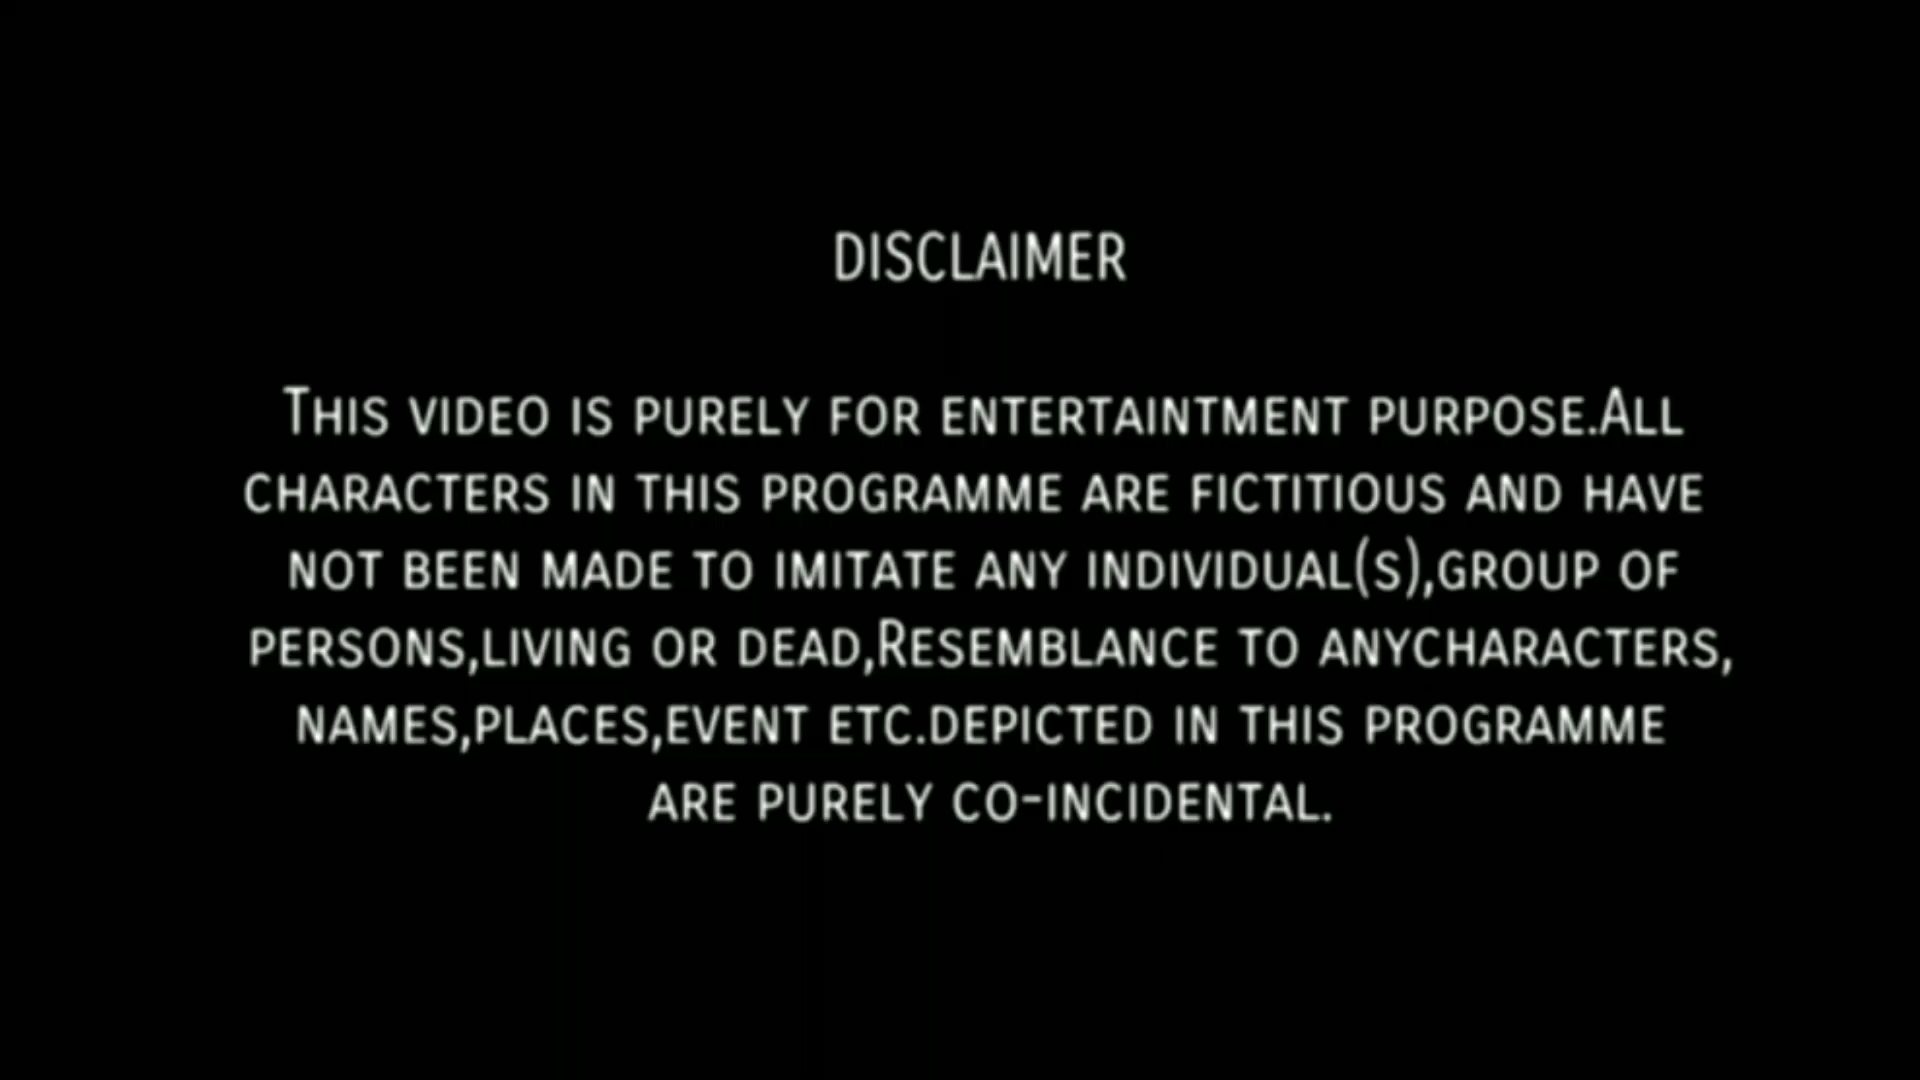 DISCLAIMER
This video is purely for entertaintment purpose.All
characters in this programme are fictitious and have
not been made to imitate any individual(s),group of
persons,living or dead,Resemblance to anycharacters,
names,places,event etc.depicted in this programme
are purely co-incidental.